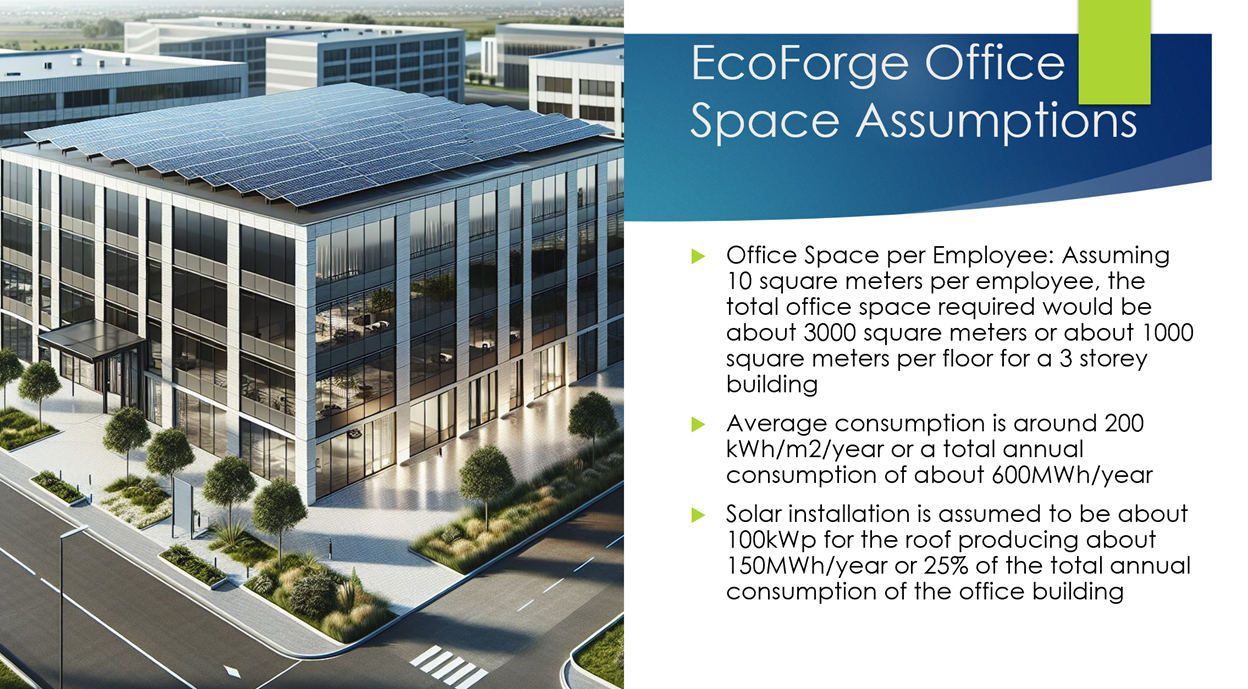 EcoForge Office
Space Assumptions
Office Space per Employee: Assuming
10 square meters per employee, the
total office space required would be
about 3000 square meters or about 1000
square meters per floor for a 3 storey
building
Average consumption is around 200
kWh/m2/year or a total annual
consumption of about 600MWh/year
Solar installation is assumed to be about
100kWp for the roof producing about
150MWh/year or 25% of the total annual
consumption of the office building